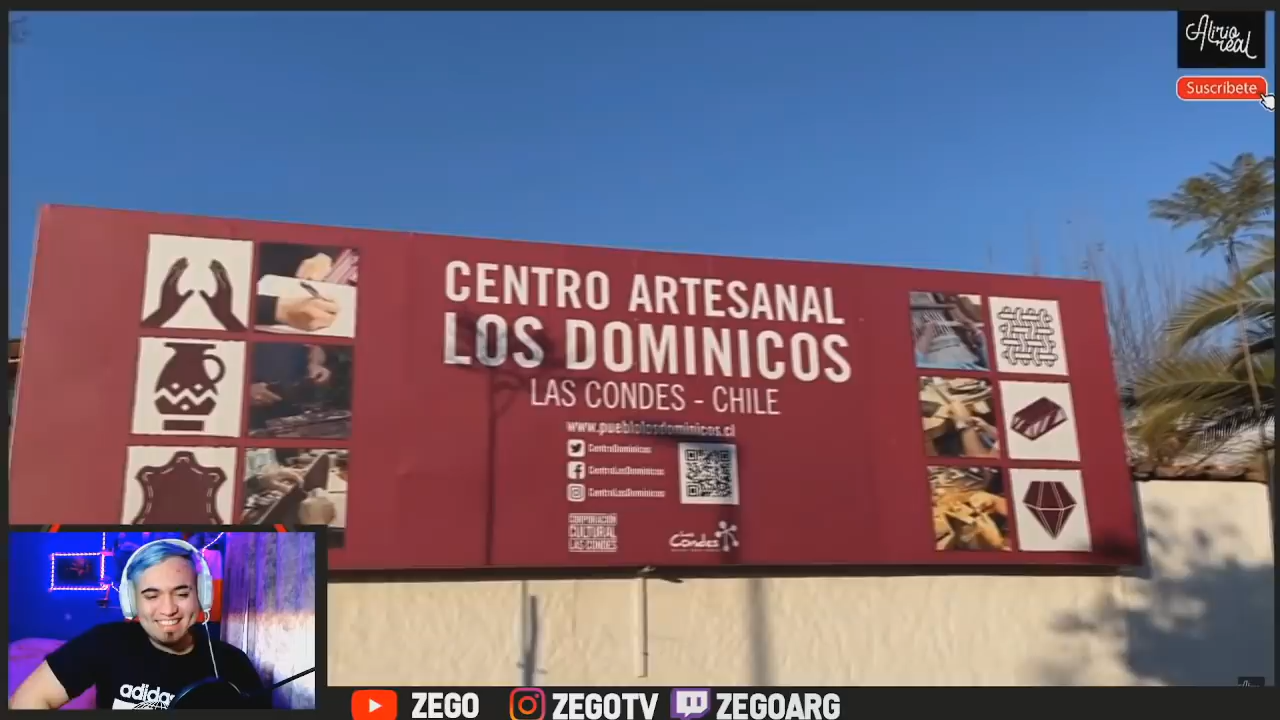 Alirio
real
Suscríbete
CENTRO ARTESANAL
LOS DOMINICOS
LAS CONDES - CHILE
www.pueblolosdominicos.cl
CentroDominicos
CentroLosDominicos
CentroLosDominicos
CORPORACIÓN
CULTURAL
LAS CONDES
Condes
adidas
ZEGO
ZEGOTV
ZEGOARG